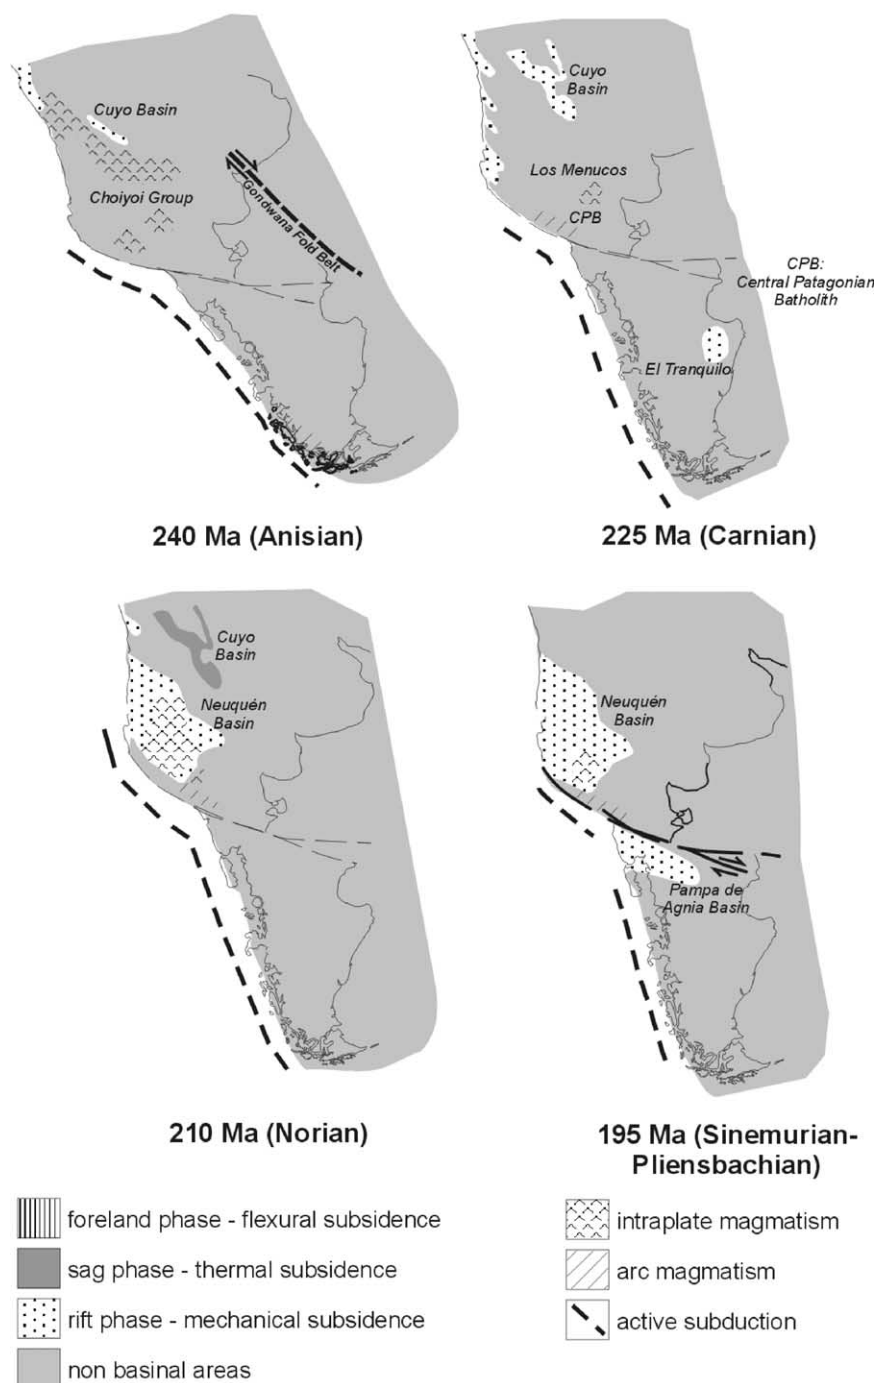 Cuyo Basin
Choiyoi Group
Gondwana Fold Belt
240 Ma (Anisian)
Cuyo
Basin
Los Menucos
CPB
CPB:
Central Patagonian
Batholith
El Tranquilo
225 Ma (Carnian)
Cuyo
Basin
Neuquén
Basin
210 Ma (Norian)
Neuquén
Basin
Pampa de
Agnia Basin
195 Ma (Sinemurian-
Pliensbachian)
foreland phase - flexural subsidence
sag phase - thermal subsidence
rift phase - mechanical subsidence
non basinal areas
intraplate magmatism
arc magmatism
active subduction